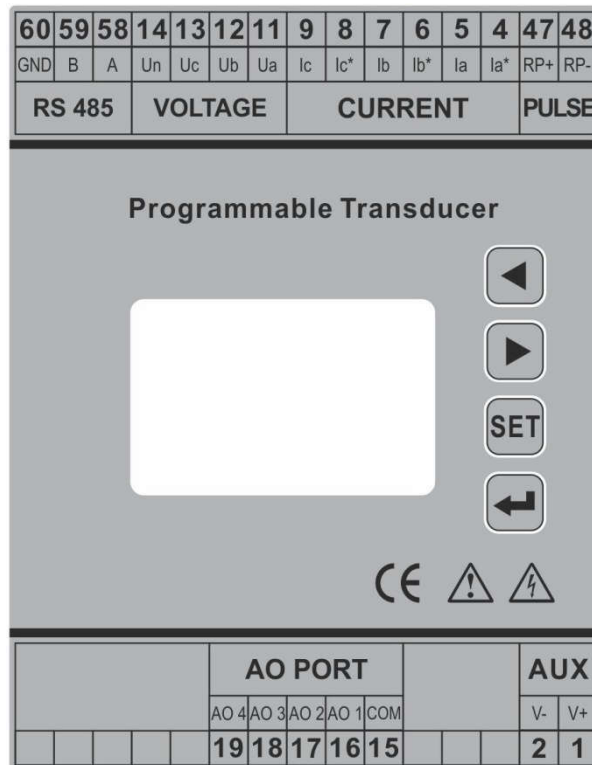 60 59 58 14 13 12 11 9 8 7 6 5 4 47 48
GND B A Un Uc Ub Ua Ic Ic* Ib Ib* Ia Ia* RP+ RP-
RS 485 VOLTAGE CURRENT PULSE
Programmable Transducer
SET
CE
AO PORT AUX
AO 4 AO 3 AO 2 AO 1 COM V- V+
19 18 17 16 15 2 1